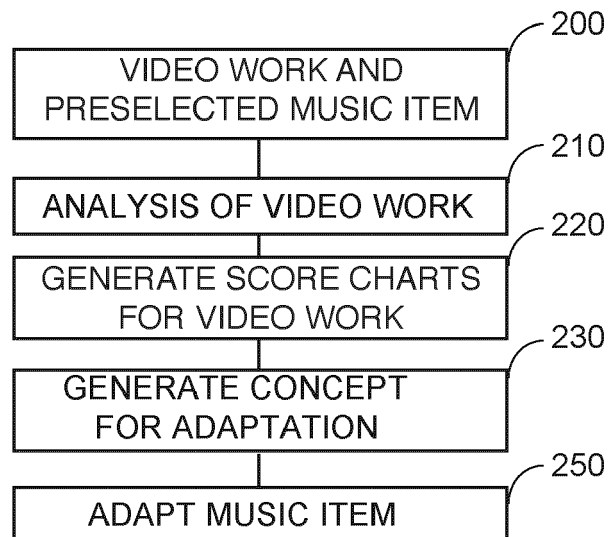 200
VIDEO WORK AND
PRESELECTED MUSIC ITEM
210
ANALYSIS OF VIDEO WORK
220
GENERATE SCORE CHARTS
FOR VIDEO WORK
230
GENERATE CONCEPT
FOR ADAPTATION
250
ADAPT MUSIC ITEM